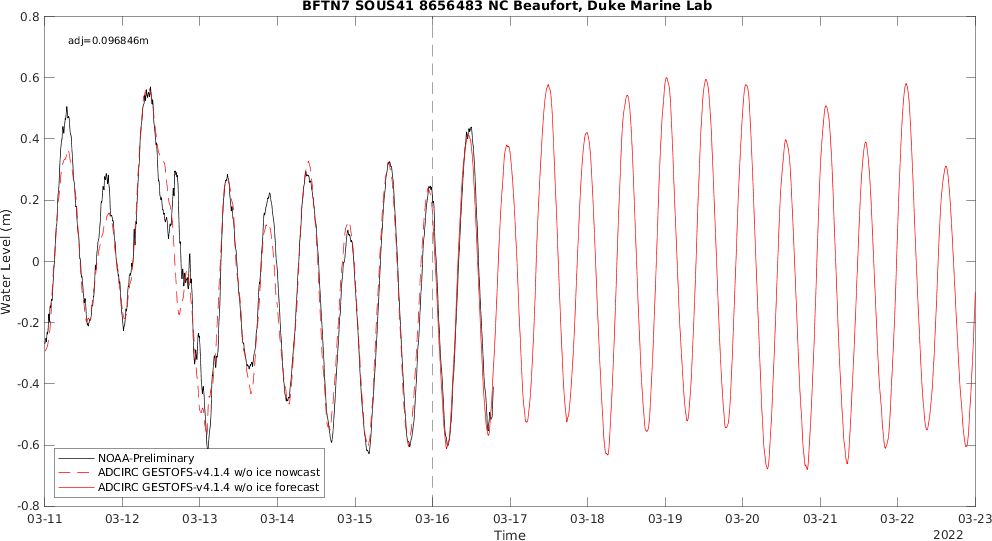 BFTN7 SOUS41 8656483 NC Beaufort, Duke Marine Lab
adj=0.096846m
0.8
0.6
0.4
0.2
0
-0.2
-0.4
-0.6
-0.8
Water Level (m)
NOAA-Preliminary
ADCIRC GESTOFS-v4.1.4 w/o ice nowcast
ADCIRC GESTOFS-v4.1.4 w/o ice forecast
03-11 03-12 03-13 03-14 03-15 03-16 03-17 03-18 03-19 03-20 03-21 03-22 03-23
Time
2022